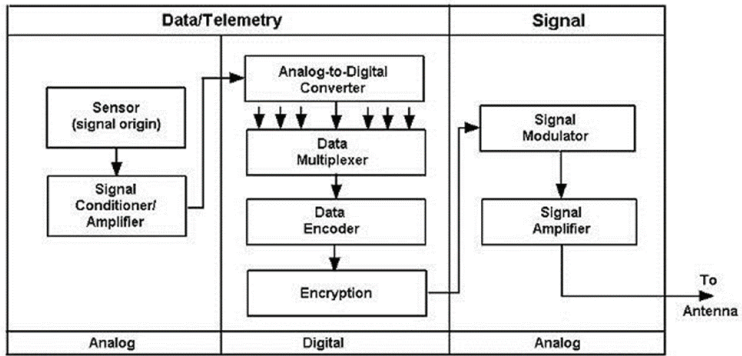 Data/Telemetry
Signal
Sensor
(signal origin)
Signal
Conditioner/
Amplifier
Analog-to-Digital
Converter
Data
Multiplexer
Data
Encoder
Encryption
Signal
Modulator
Signal
Amplifier
To
Antenna
Analog
Digital
Analog